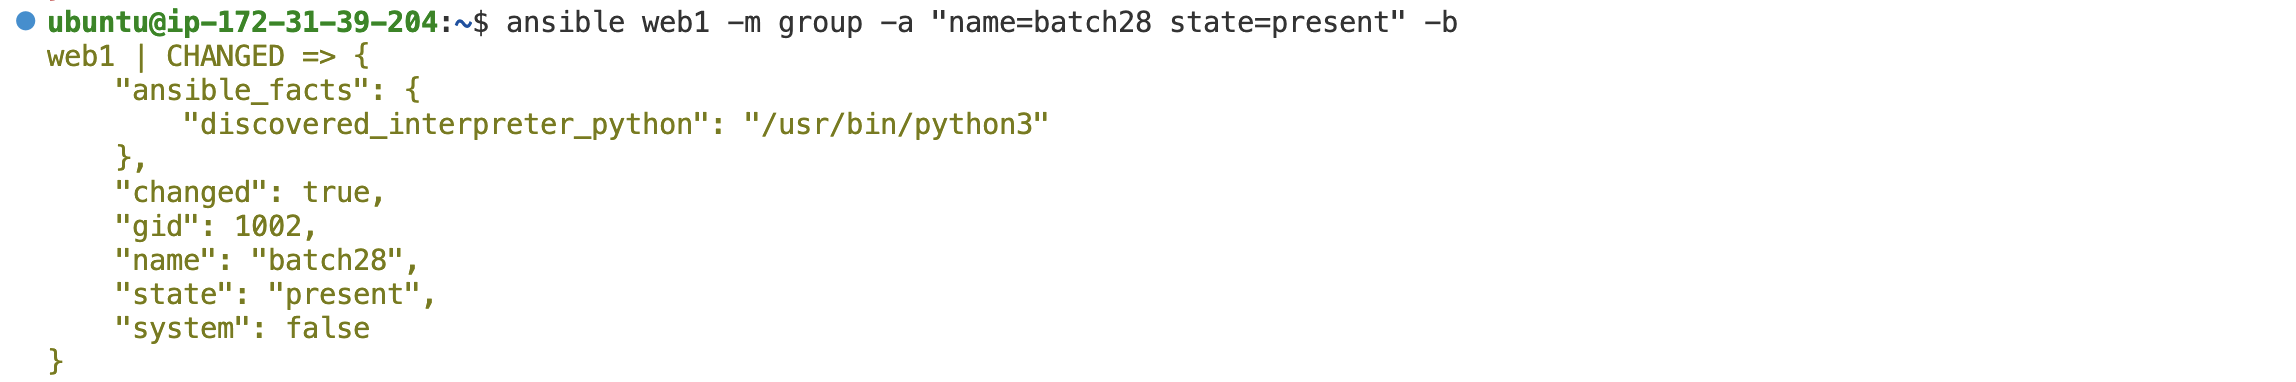 ubuntu@ip-172-31-39-204:~$ ansible web1 -m group -a "name=batch28 state=present" -b
web1 | CHANGED => {
    "ansible_facts": {
        "discovered_interpreter_python": "/usr/bin/python3"
    },
    "changed": true,
    "gid": 1002,
    "name": "batch28",
    "state": "present",
    "system": false
}